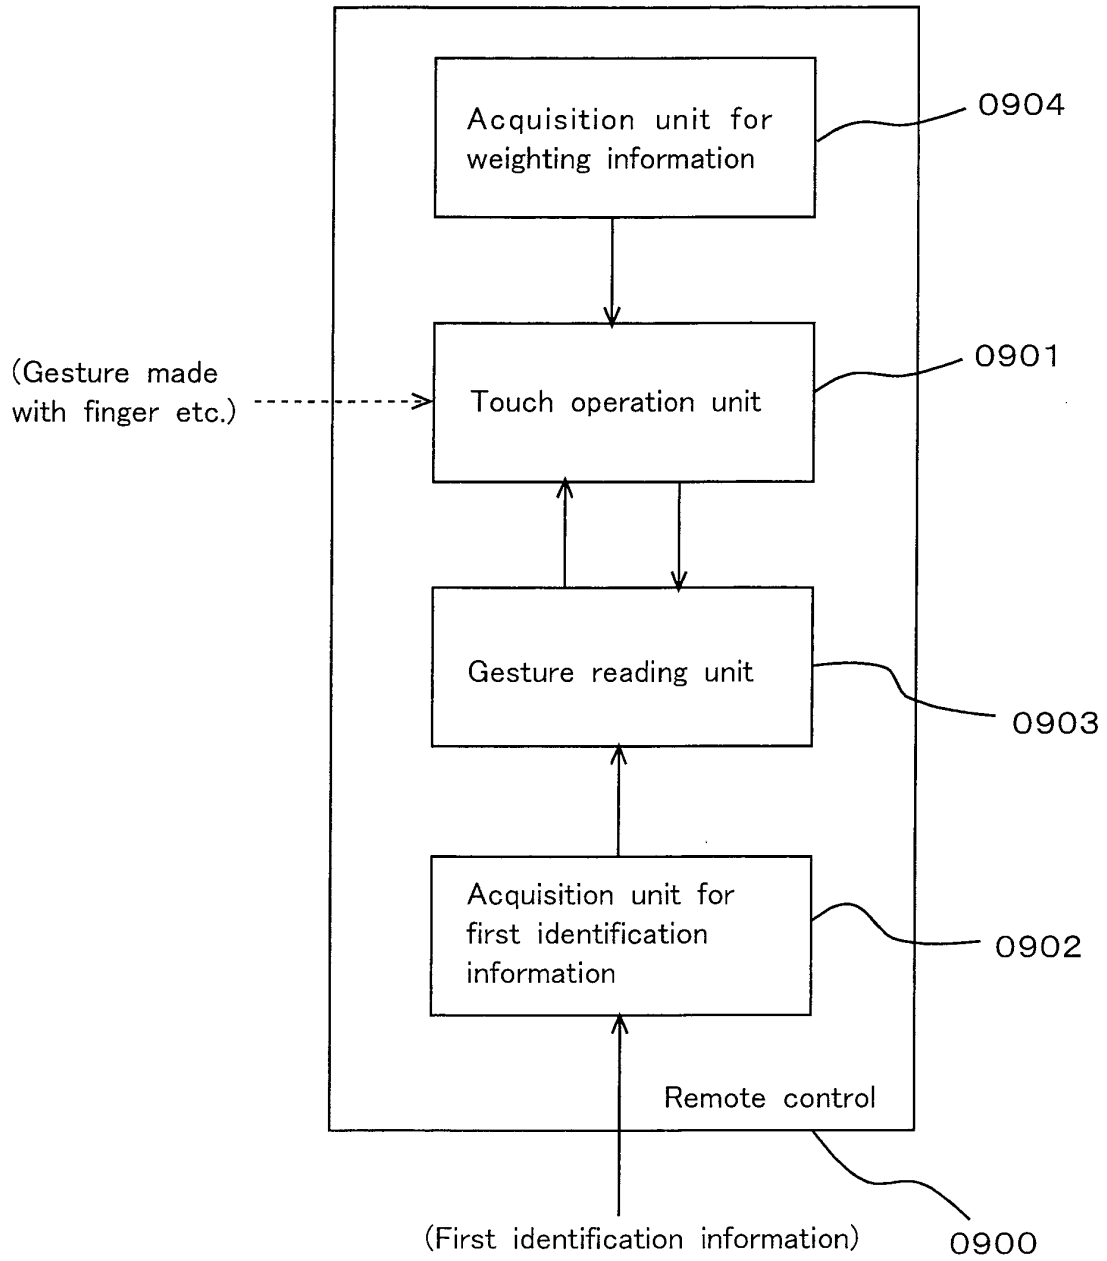 Acquisition unit for
weighting information
0904
(Gesture made
with finger etc.)
Touch operation unit
0901
Gesture reading unit
0903
Acquisition unit for
first identification
information
0902
Remote control
(First identification information)
0900